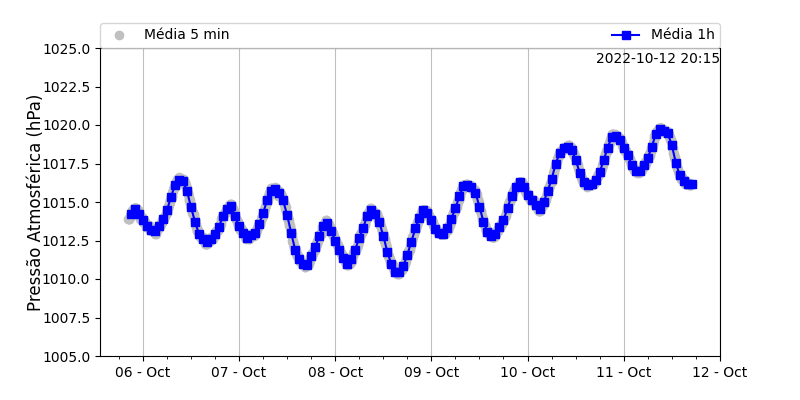 Média 5 min
Média 1h
2022-10-12 20:15
Pressão Atmosférica (hPa)
1025.0
1022.5
1020.0
1017.5
1015.0
1012.5
1010.0
1007.5
1005.0
06 - Oct
07 - Oct
08 - Oct
09 - Oct
10 - Oct
11 - Oct
12 - Oct